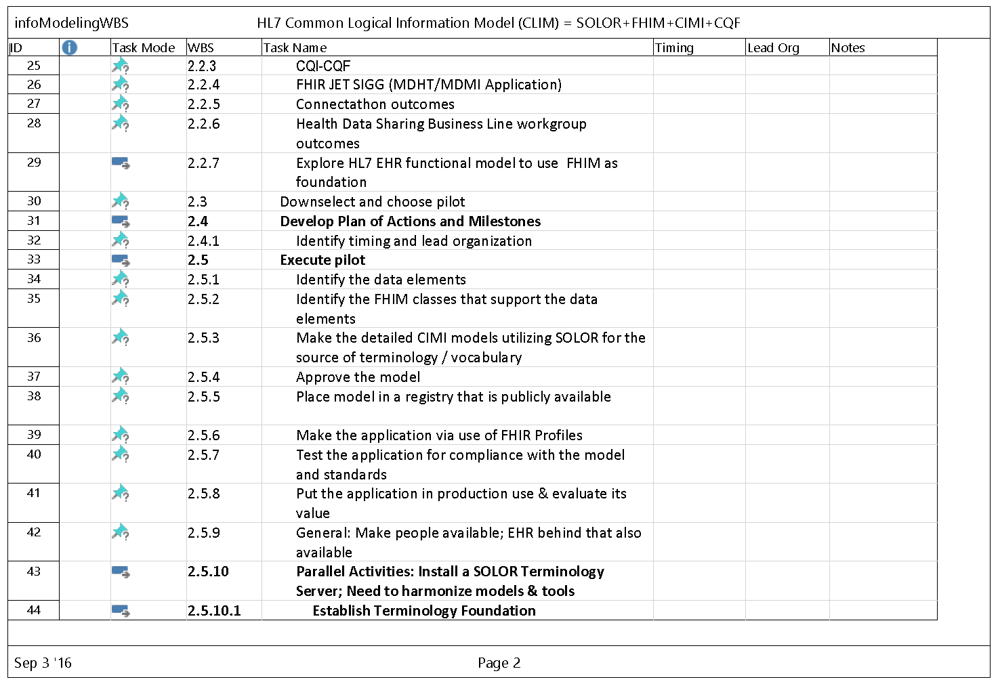 infoModelingWBS HL7 Common Logical Information Model (CLIM) = SOLOR+FHIM+CIMI+CQF
ID Task Mode WBS Task Name Timing Lead Org Notes
25 2.2.3 CQI-CQF
26 2.2.4 FHIR JET SIGG (MDHT/MDMI Application)
27 2.2.5 Connectathon outcomes
28 2.2.6 Health Data Sharing Business Line workgroup
outcomes
29 2.2.7 Explore HL7 EHR functional model to use  FHIM as
foundation
30 2.3 Downselect and choose pilot
31 2.4 Develop Plan of Actions and Milestones
32 2.4.1 Identify timing and lead organization
33 2.5 Execute pilot
34 2.5.1 Identify the data elements
35 2.5.2 Identify the FHIM classes that support the data
elements
36 2.5.3 Make the detailed CIMI models utilizing SOLOR for the
source of terminology / vocabulary
37 2.5.4 Approve the model
38 2.5.5 Place model in a registry that is publicly available
39 2.5.6 Make the application via use of FHIR Profiles
40 2.5.7 Test the application for compliance with the model
and standards
41 2.5.8 Put the application in production use & evaluate its
value
42 2.5.9 General: Make people available; EHR behind that also
available
43 2.5.10 Parallel Activities: Install a SOLOR Terminology
Server; Need to harmonize models & tools
44 2.5.10.1 Establish Terminology Foundation
Sep 3 '16 Page 2